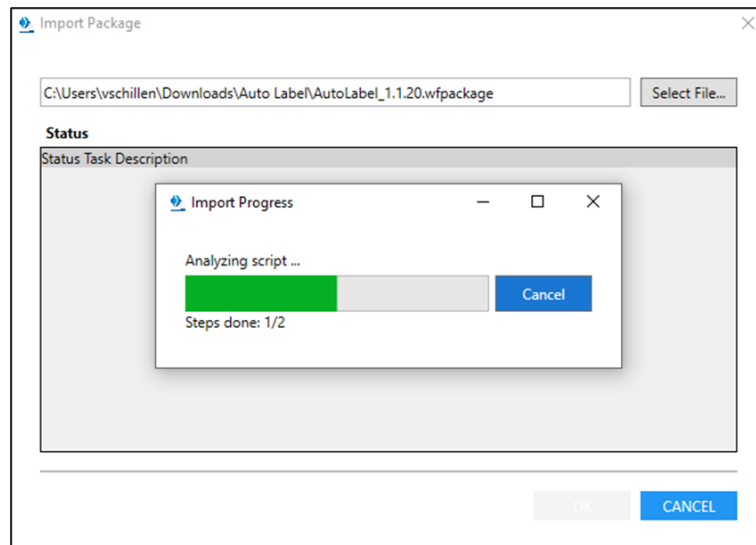 Import Package
C:\Users\vschillen\Downloads\Auto Label\AutoLabel_1.1.20.wfpackage
Select File...
Status
Status Task Description
Import Progress
Analyzing script ...
Cancel
Steps done: 1/2
OK
CANCEL